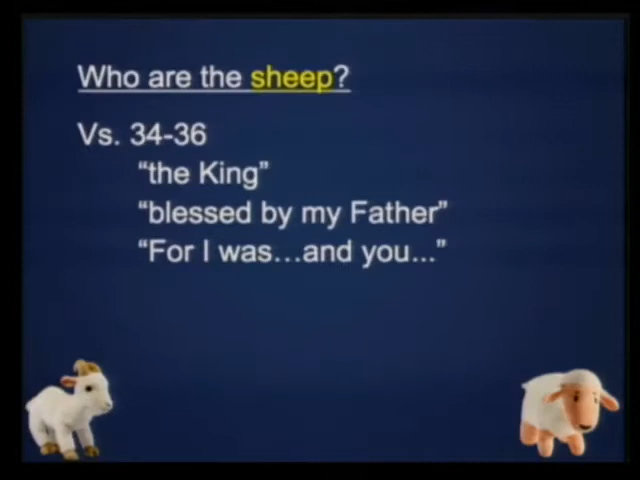 Who are the sheep?
Vs. 34-36
“the King”
“blessed by my Father”
“For I was…and you...”